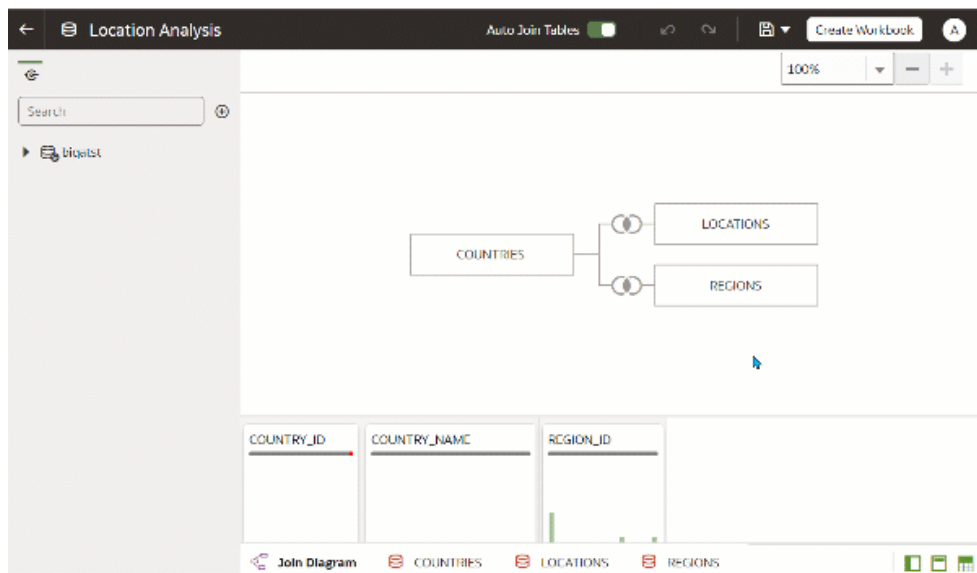 Location Analysis
Auto Join Tables
Create Workbook
A
100%
Search
biqatst
LOCATIONS
COUNTRIES
REGIONS
COUNTRY_ID
COUNTRY_NAME
REGION_ID
Join Diagram
COUNTRIES
LOCATIONS
REGIONS